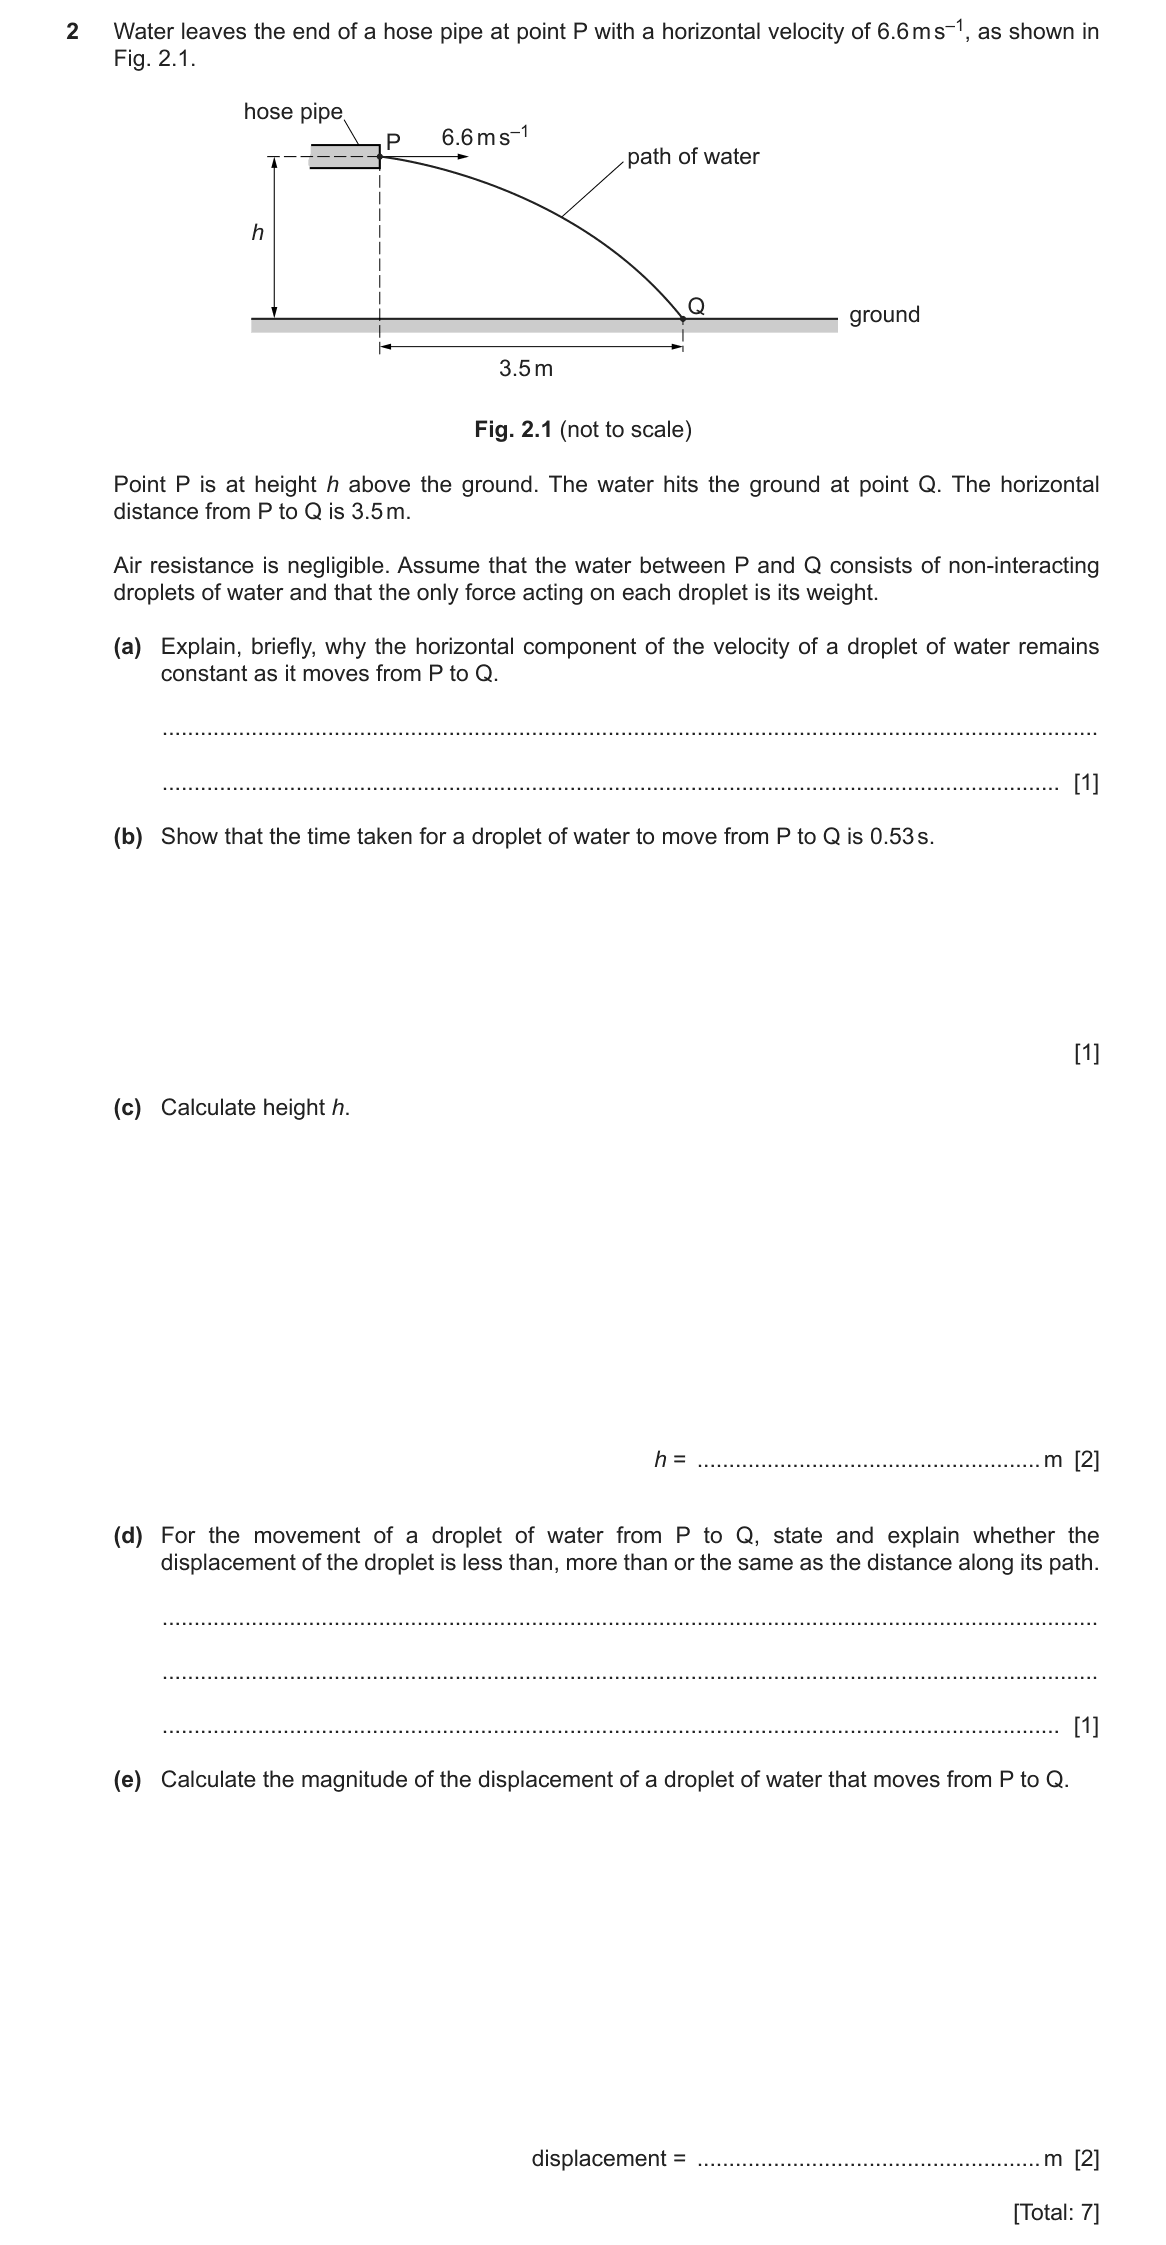 2 Water leaves the end of a hose pipe at point P with a horizontal velocity of 6.6 m s⁻¹, as shown in
Fig. 2.1.
hose pipe
P 6.6 m s⁻¹
path of water
h
Q
ground
3.5 m
Fig. 2.1 (not to scale)
Point P is at height h above the ground. The water hits the ground at point Q. The horizontal
distance from P to Q is 3.5 m.
Air resistance is negligible. Assume that the water between P and Q consists of non-interacting
droplets of water and that the only force acting on each droplet is its weight.
(a) Explain, briefly, why the horizontal component of the velocity of a droplet of water remains
constant as it moves from P to Q.
[1]
(b) Show that the time taken for a droplet of water to move from P to Q is 0.53 s.
[1]
(c) Calculate height h.
h = ...................................................... m [2]
(d) For the movement of a droplet of water from P to Q, state and explain whether the
displacement of the droplet is less than, more than or the same as the distance along its path.
[1]
(e) Calculate the magnitude of the displacement of a droplet of water that moves from P to Q.
displacement = ...................................................... m [2]
[Total: 7]